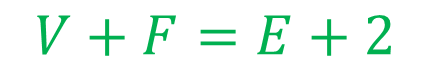 V + F = E + 2